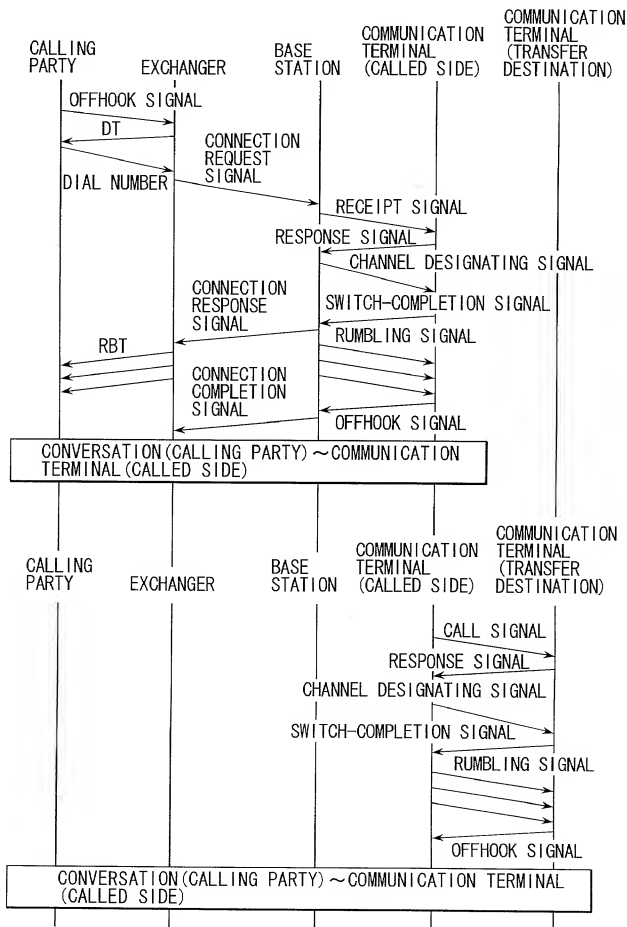 CALLING
PARTY
EXCHANGER
BASE
STATION
COMMUNICATION
TERMINAL
(CALLED SIDE)
COMMUNICATION
TERMINAL
(TRANSFER
DESTINATION)
OFFHOOK SIGNAL
DT
DIAL NUMBER
CONNECTION
REQUEST
SIGNAL
RECEIPT SIGNAL
RESPONSE SIGNAL
CHANNEL DESIGNATING SIGNAL
CONNECTION
RESPONSE
SIGNAL
SWITCH-COMPLETION SIGNAL
RUMBLING SIGNAL
RBT
CONNECTION
COMPLETION
SIGNAL
OFFHOOK SIGNAL
CONVERSATION(CALLING PARTY)~COMMUNICATION
TERMINAL(CALLED SIDE)
CALLING
PARTY
EXCHANGER
BASE
STATION
COMMUNICATION
TERMINAL
(CALLED SIDE)
COMMUNICATION
TERMINAL
(TRANSFER
DESTINATION)
CALL SIGNAL
RESPONSE SIGNAL
CHANNEL DESIGNATING SIGNAL
SWITCH-COMPLETION SIGNAL
RUMBLING SIGNAL
OFFHOOK SIGNAL
CONVERSATION(CALLING PARTY)~COMMUNICATION TERMINAL
(CALLED SIDE)